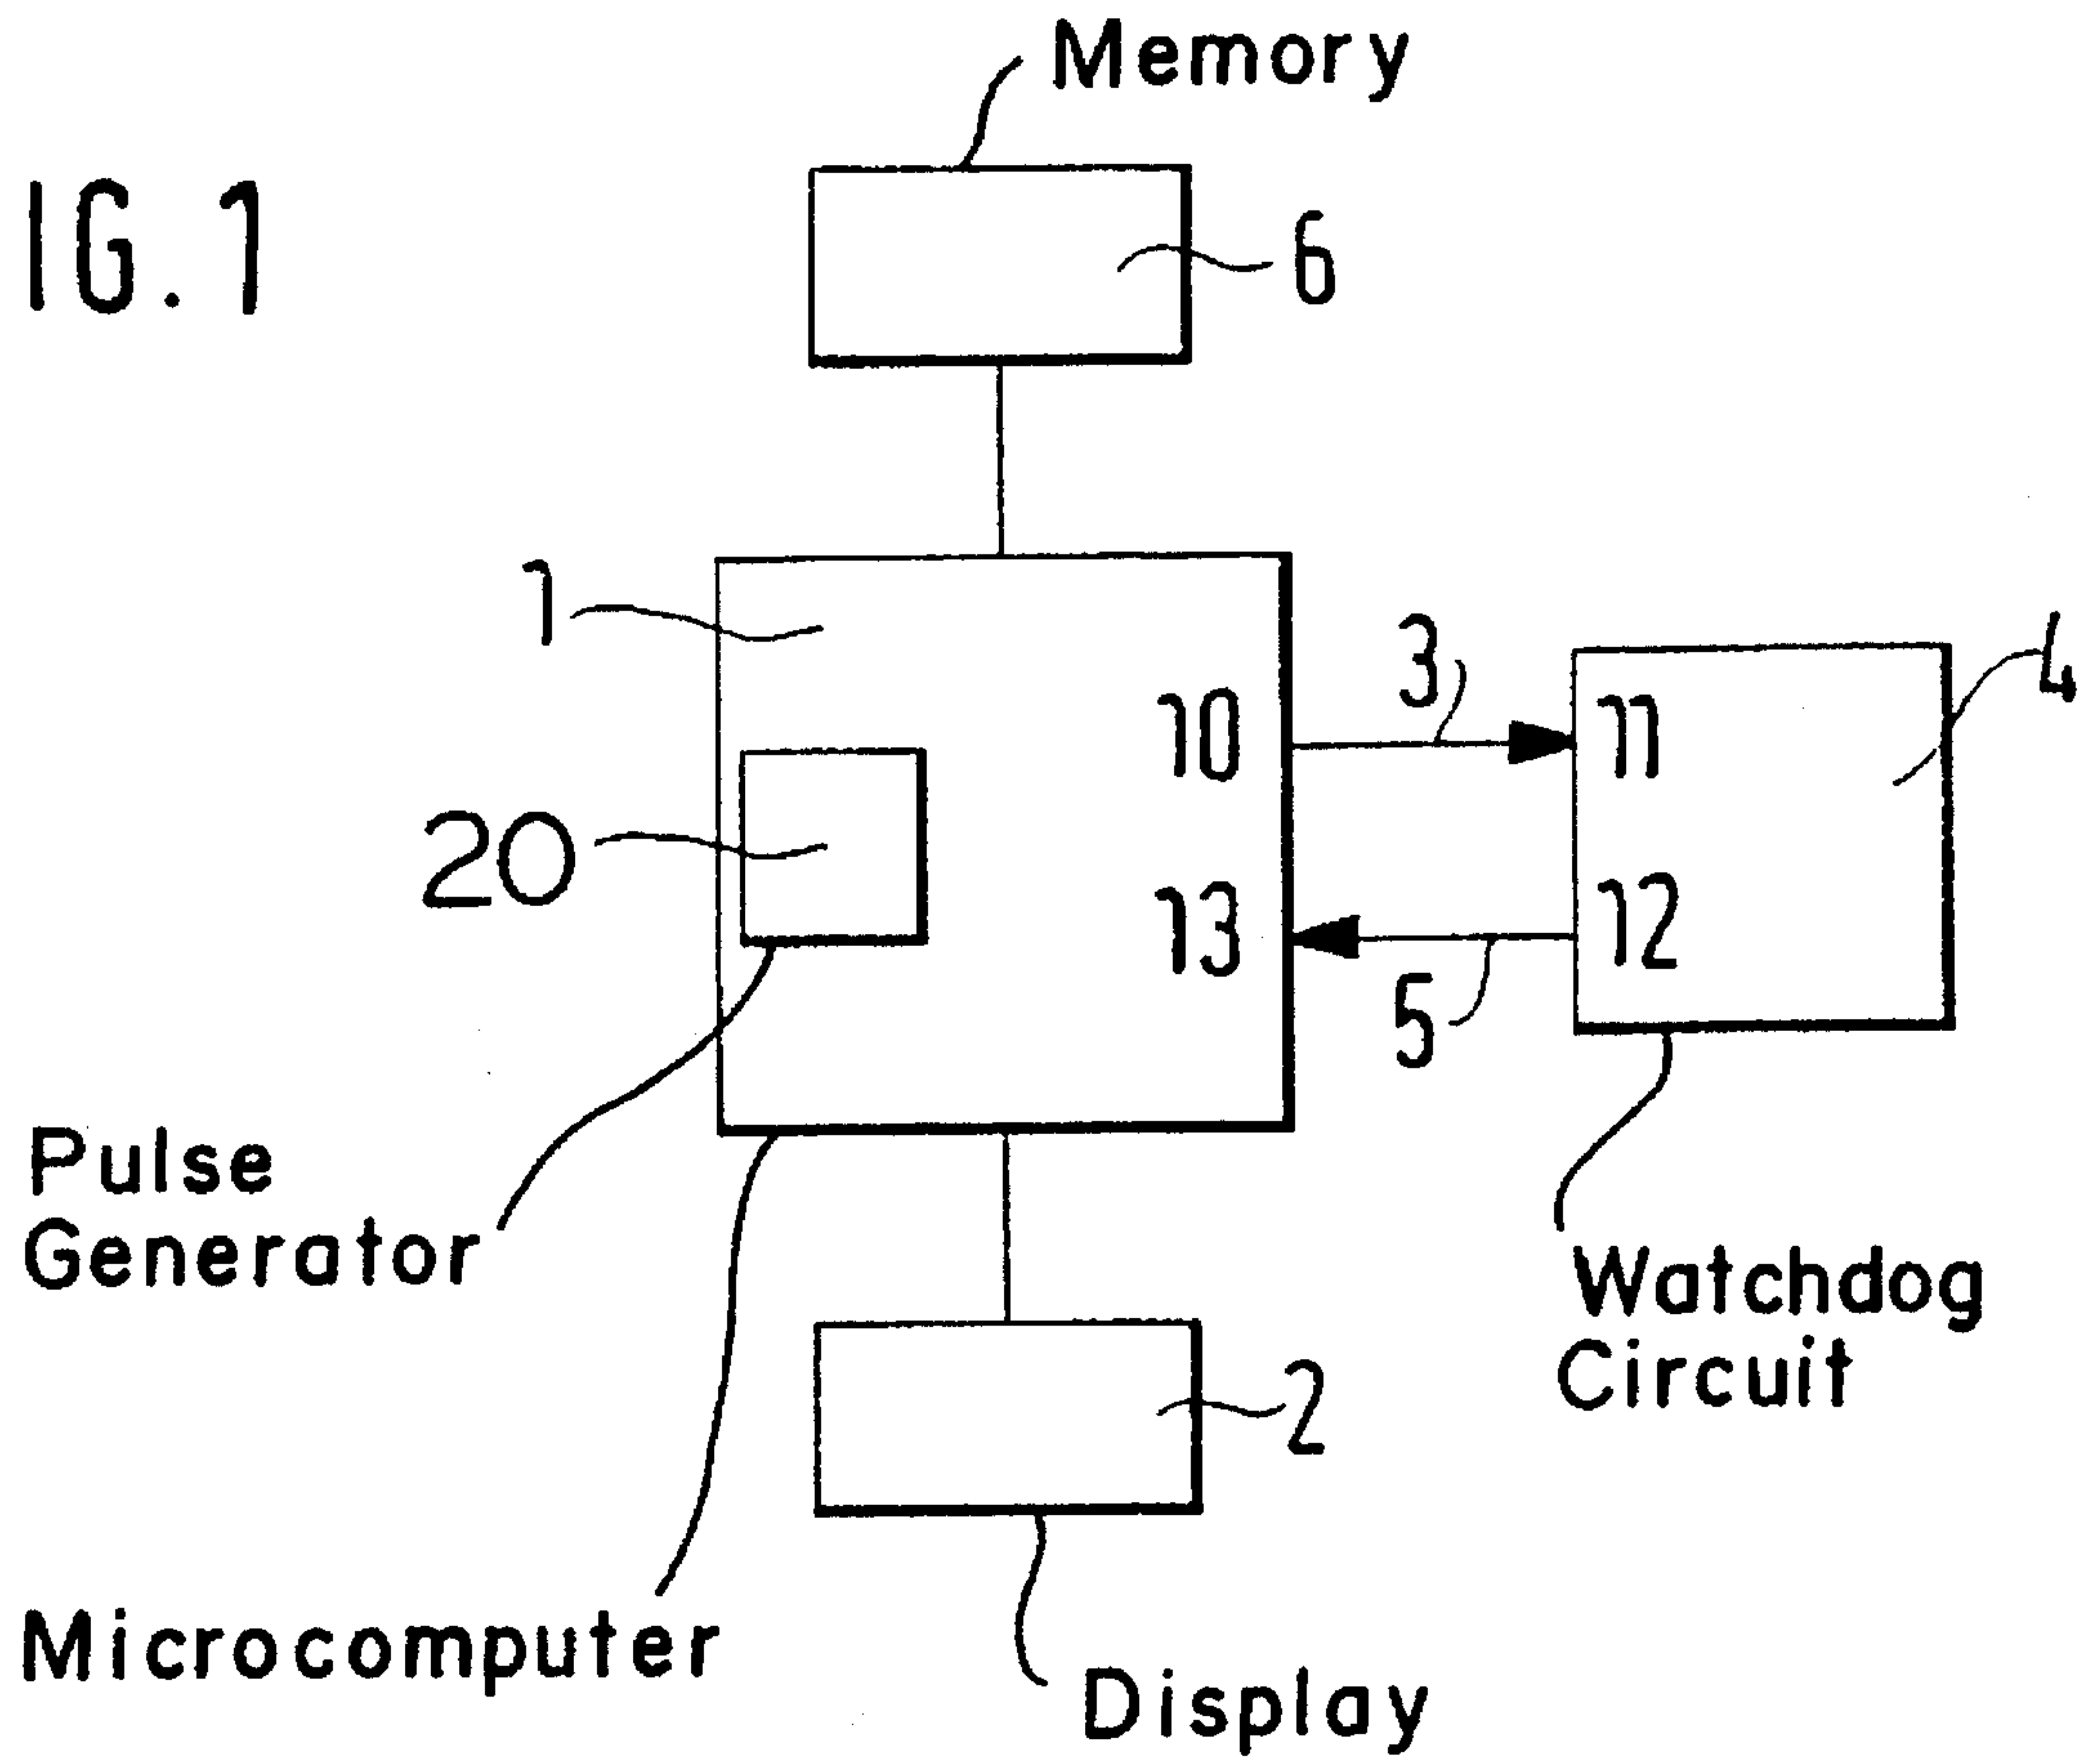 Memory
IG. 1
6
1
3
4
10
11
20
13
12
5
Pulse
Generator
Watchdog
Circuit
2
Microcomputer
Display